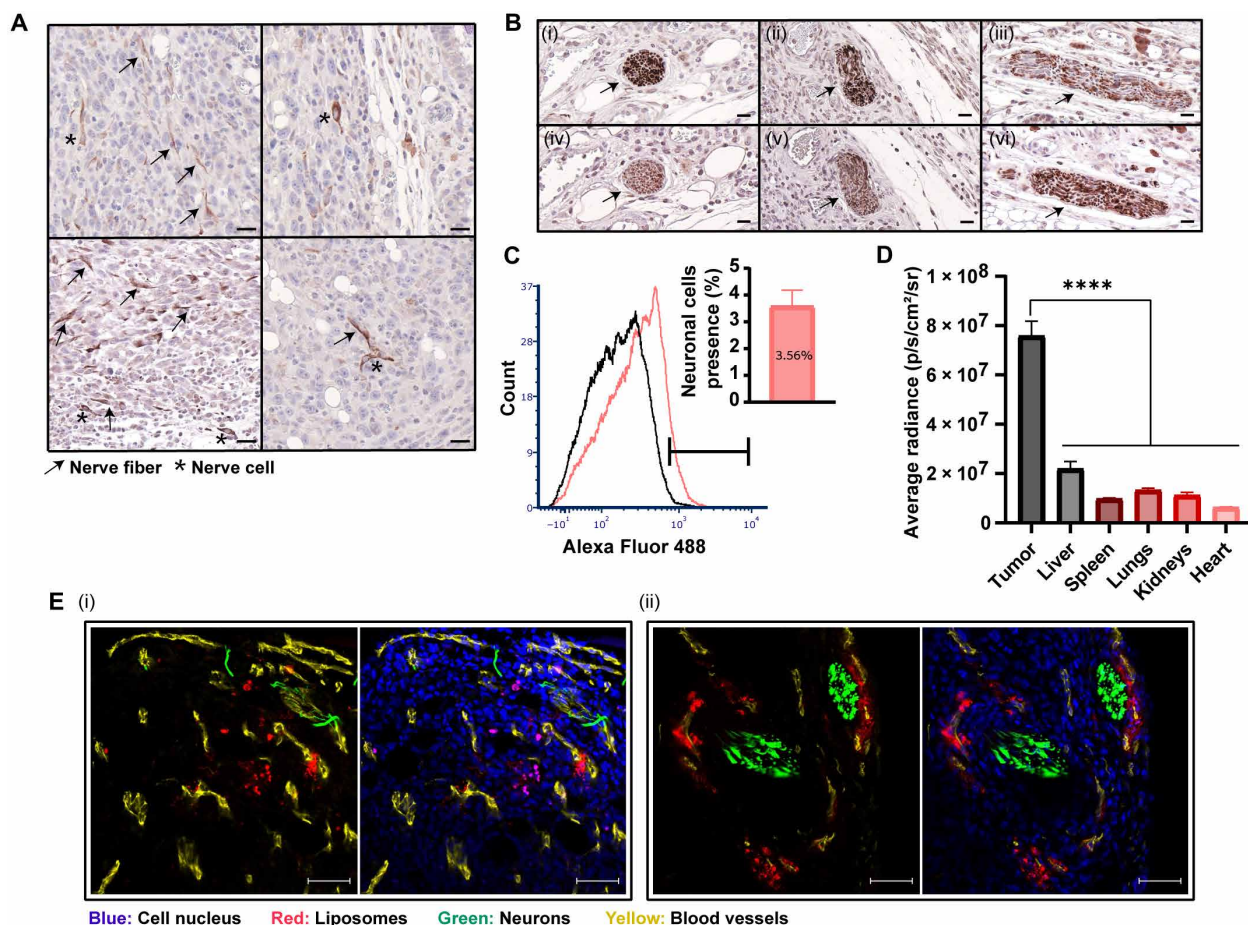 A
*
*
*
*
*
Nerve fiber * Nerve cell
B
(i)
(ii)
(iii)
(iv)
(v)
(vi)
C
Count
37
28
18
9
0
−10¹
10²
10³
10⁴
Alexa Fluor 488
Neuronal cells
presence (%)
5
4
3
2
1
0
3.56%
D
Average radiance (p/s/cm²/sr)
1 × 10⁸
8 × 10⁷
6 × 10⁷
4 × 10⁷
2 × 10⁷
0
****
Tumor
Liver
Spleen
Lungs
Kidneys
Heart
E (i)
(ii)
Blue: Cell nucleus Red: Liposomes Green: Neurons Yellow: Blood vessels